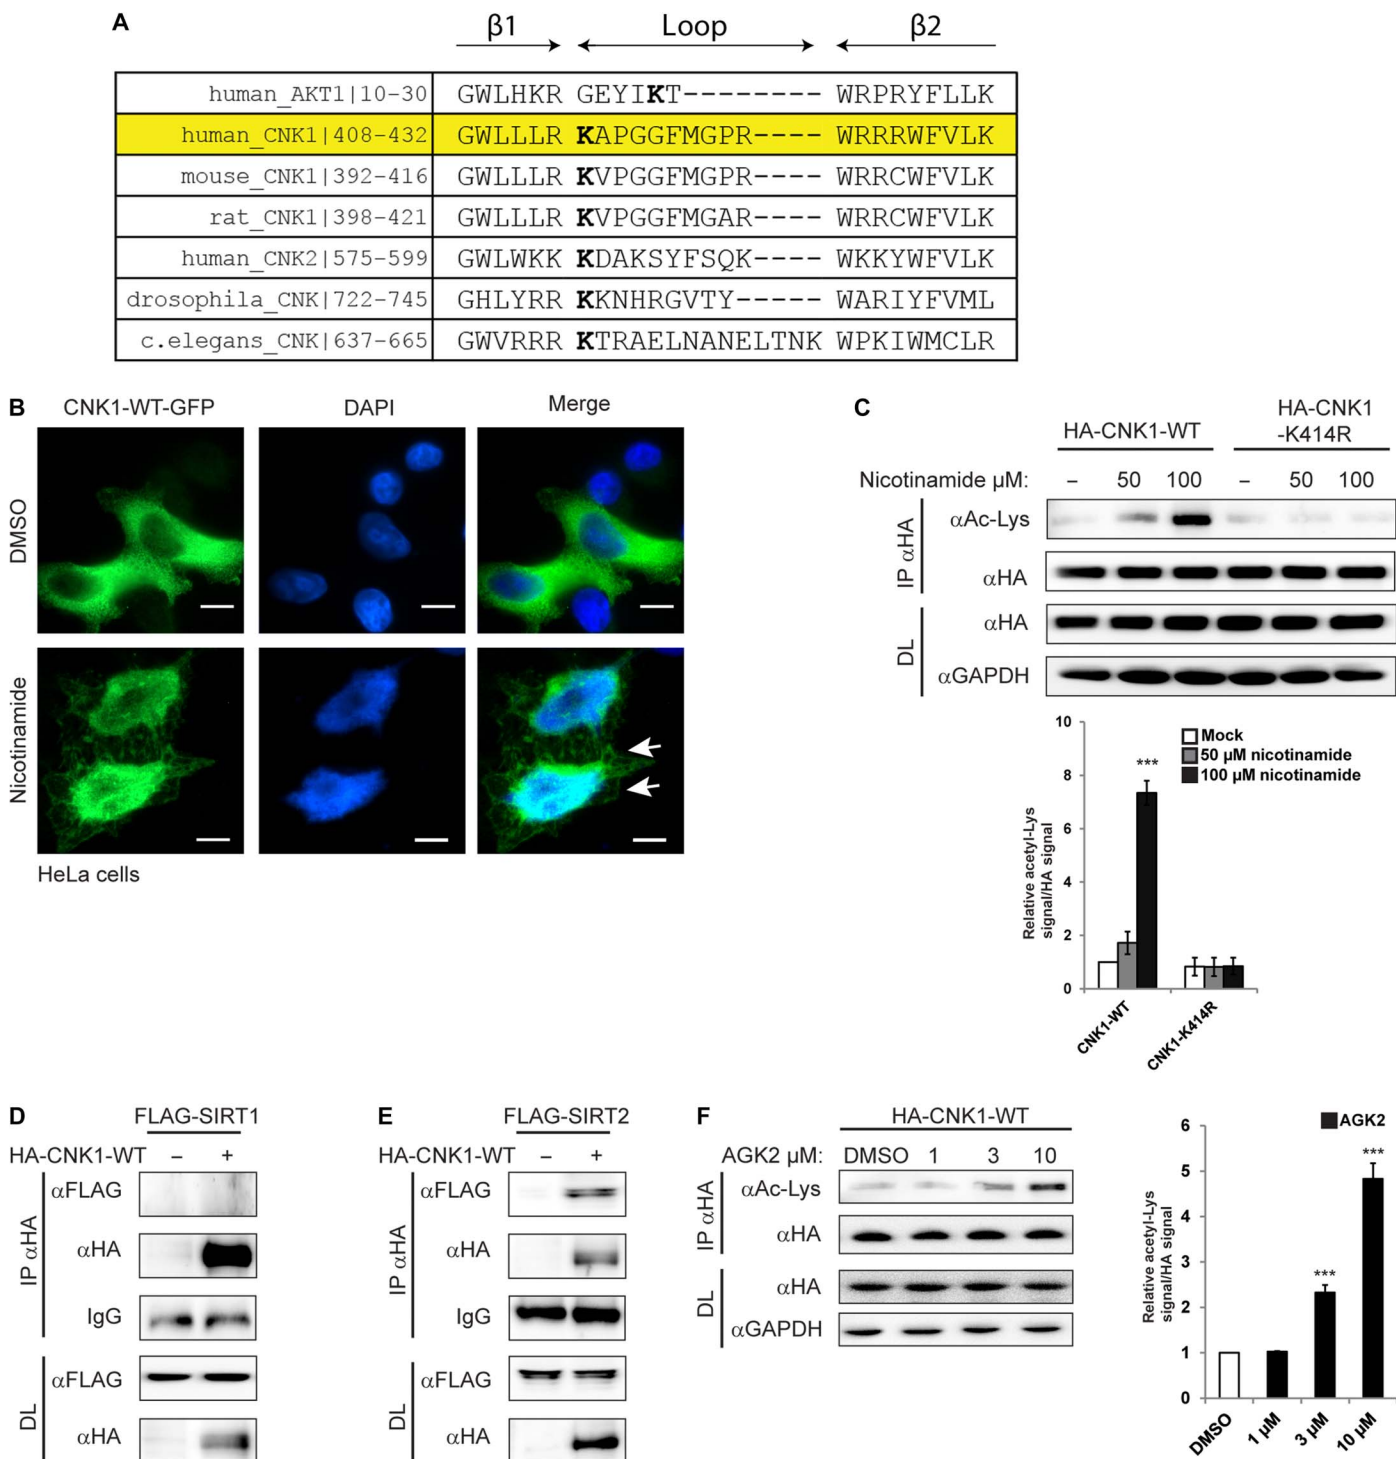 A
β1 Loop β2
human_AKT1|10-30 GWLHKR GEYIKT-------- WRPRYFLLK
human_CNK1|408-432 GWLLLR KAPGGFMGPR---- WRRRWFVLK
mouse_CNK1|392-416 GWLLLR KVPGGFMGPR---- WRRCWFVLK
rat_CNK1|398-421 GWLLLR KVPGGFMGAR---- WRRCWFVLK
human_CNK2|575-599 GWLWKK KDAKSYFSQK---- WKKYWFVLK
drosophila_CNK|722-745 GHLYRR KKNHRGVTY----- WARIYFVML
c.elegans_CNK|637-665 GWVRRR KTRAELNANELTNK WPKIWMCLR
B
CNK1-WT-GFP DAPI Merge
DMSO
Nicotinamide
HeLa cells
C
HA-CNK1-WT HA-CNK1
-K414R
Nicotinamide µM: – 50 100 – 50 100
IP αHA
αAc-Lys
αHA
DL
αHA
αGAPDH
Relative acetyl-Lys
signal/HA signal
10
8
6
4
2
0
***
Mock
50 µM nicotinamide
100 µM nicotinamide
CNK1-WT CNK1-K414R
D
FLAG-SIRT1
HA-CNK1-WT – +
IP αHA
αFLAG
αHA
IgG
DL
αFLAG
αHA
E
FLAG-SIRT2
HA-CNK1-WT – +
IP αHA
αFLAG
αHA
IgG
DL
αFLAG
αHA
F
HA-CNK1-WT
AGK2 µM: DMSO 1 3 10
IP αHA
αAc-Lys
αHA
DL
αHA
αGAPDH
Relative acetyl-Lys
signal/HA signal
6
5
4
3
2
1
0
AGK2
***
***
DMSO 1 µM 3 µM 10 µM